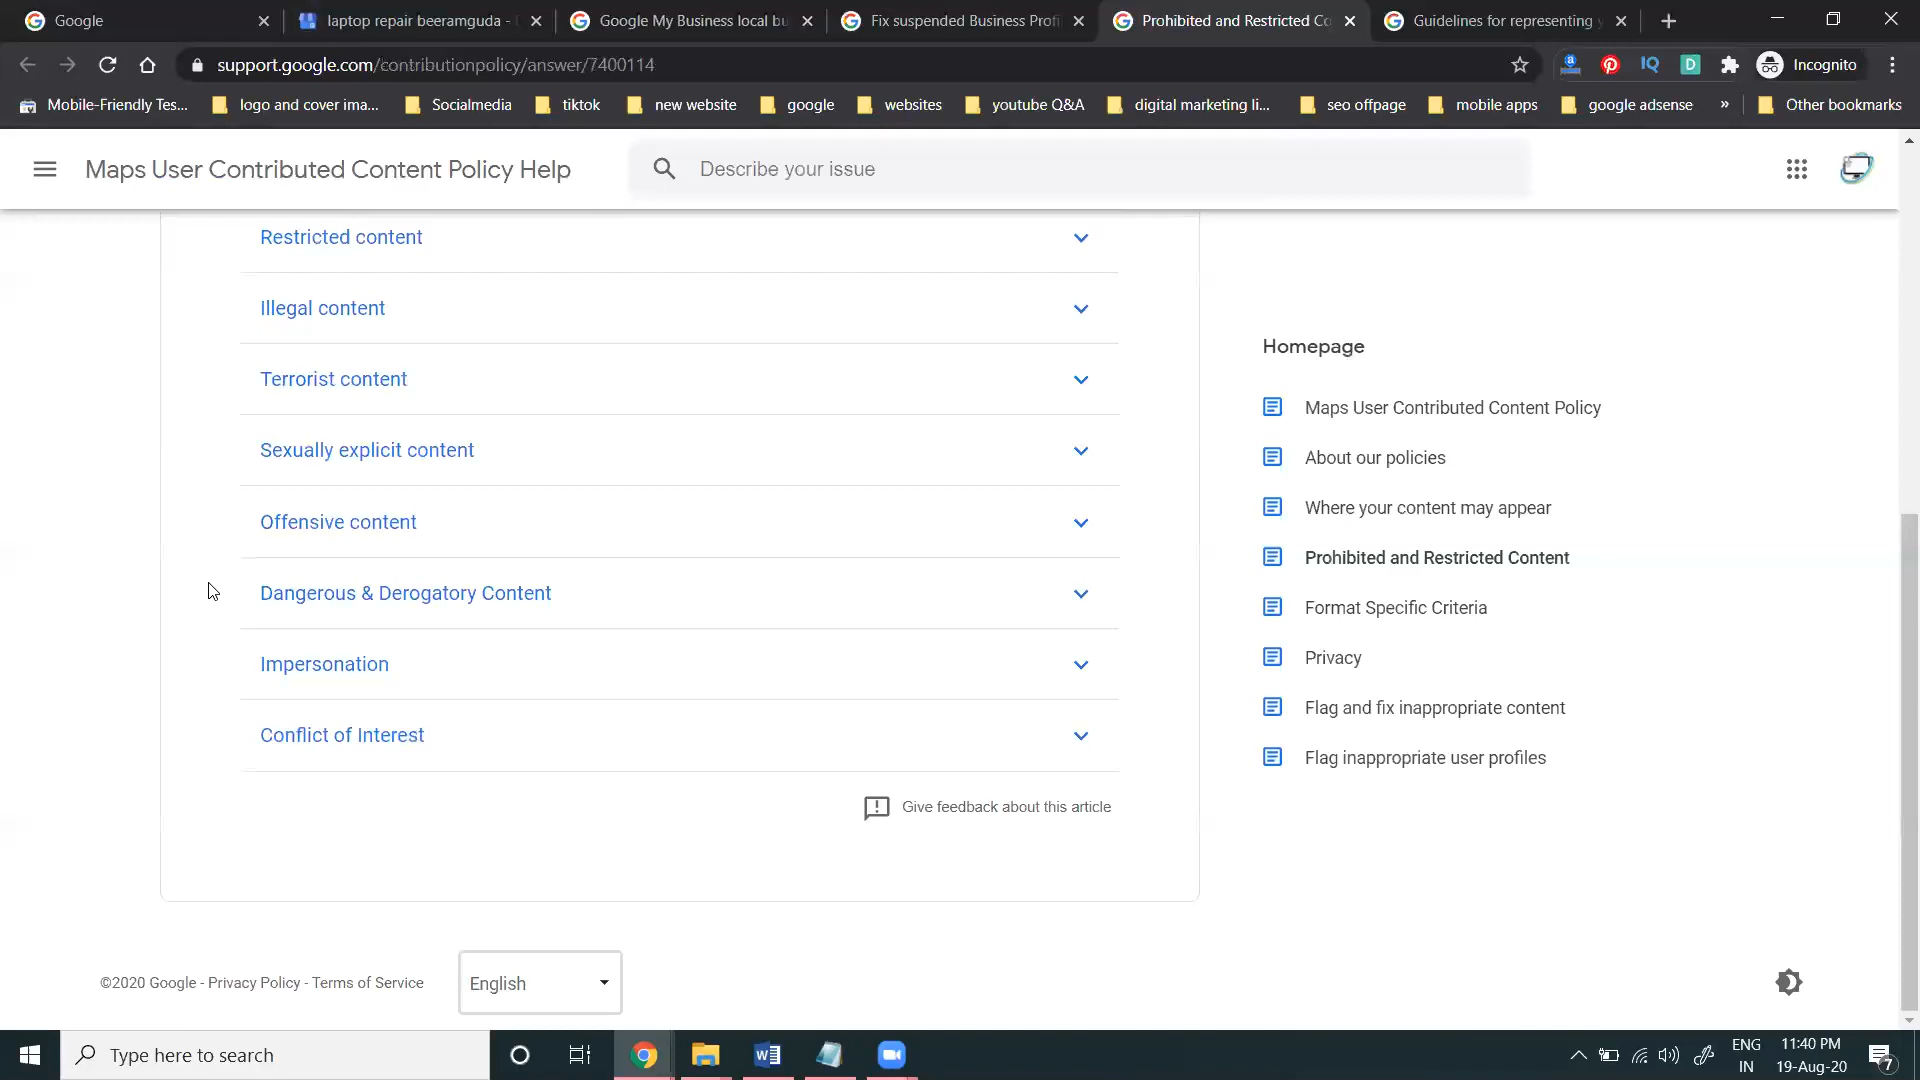 Google
laptop repair beeramguda -
Google My Business local bu
Fix suspended Business Profi
Prohibited and Restricted Co
Guidelines for representing
support.google.com/contributionpolicy/answer/7400114
IQ
D
Incognito
Mobile-Friendly Tes...
logo and cover ima...
Socialmedia
tiktok
new website
google
websites
youtube Q&A
digital marketing li...
seo offpage
mobile apps
google adsense
»
Other bookmarks
Maps User Contributed Content Policy Help
Describe your issue
Restricted content
Illegal content
Terrorist content
Sexually explicit content
Offensive content
Dangerous & Derogatory Content
Impersonation
Conflict of Interest
Give feedback about this article
Homepage
Maps User Contributed Content Policy
About our policies
Where your content may appear
Prohibited and Restricted Content
Format Specific Criteria
Privacy
Flag and fix inappropriate content
Flag inappropriate user profiles
©2020 Google - Privacy Policy - Terms of Service
English
Type here to search
ENG
IN
11:40 PM
19-Aug-20
7